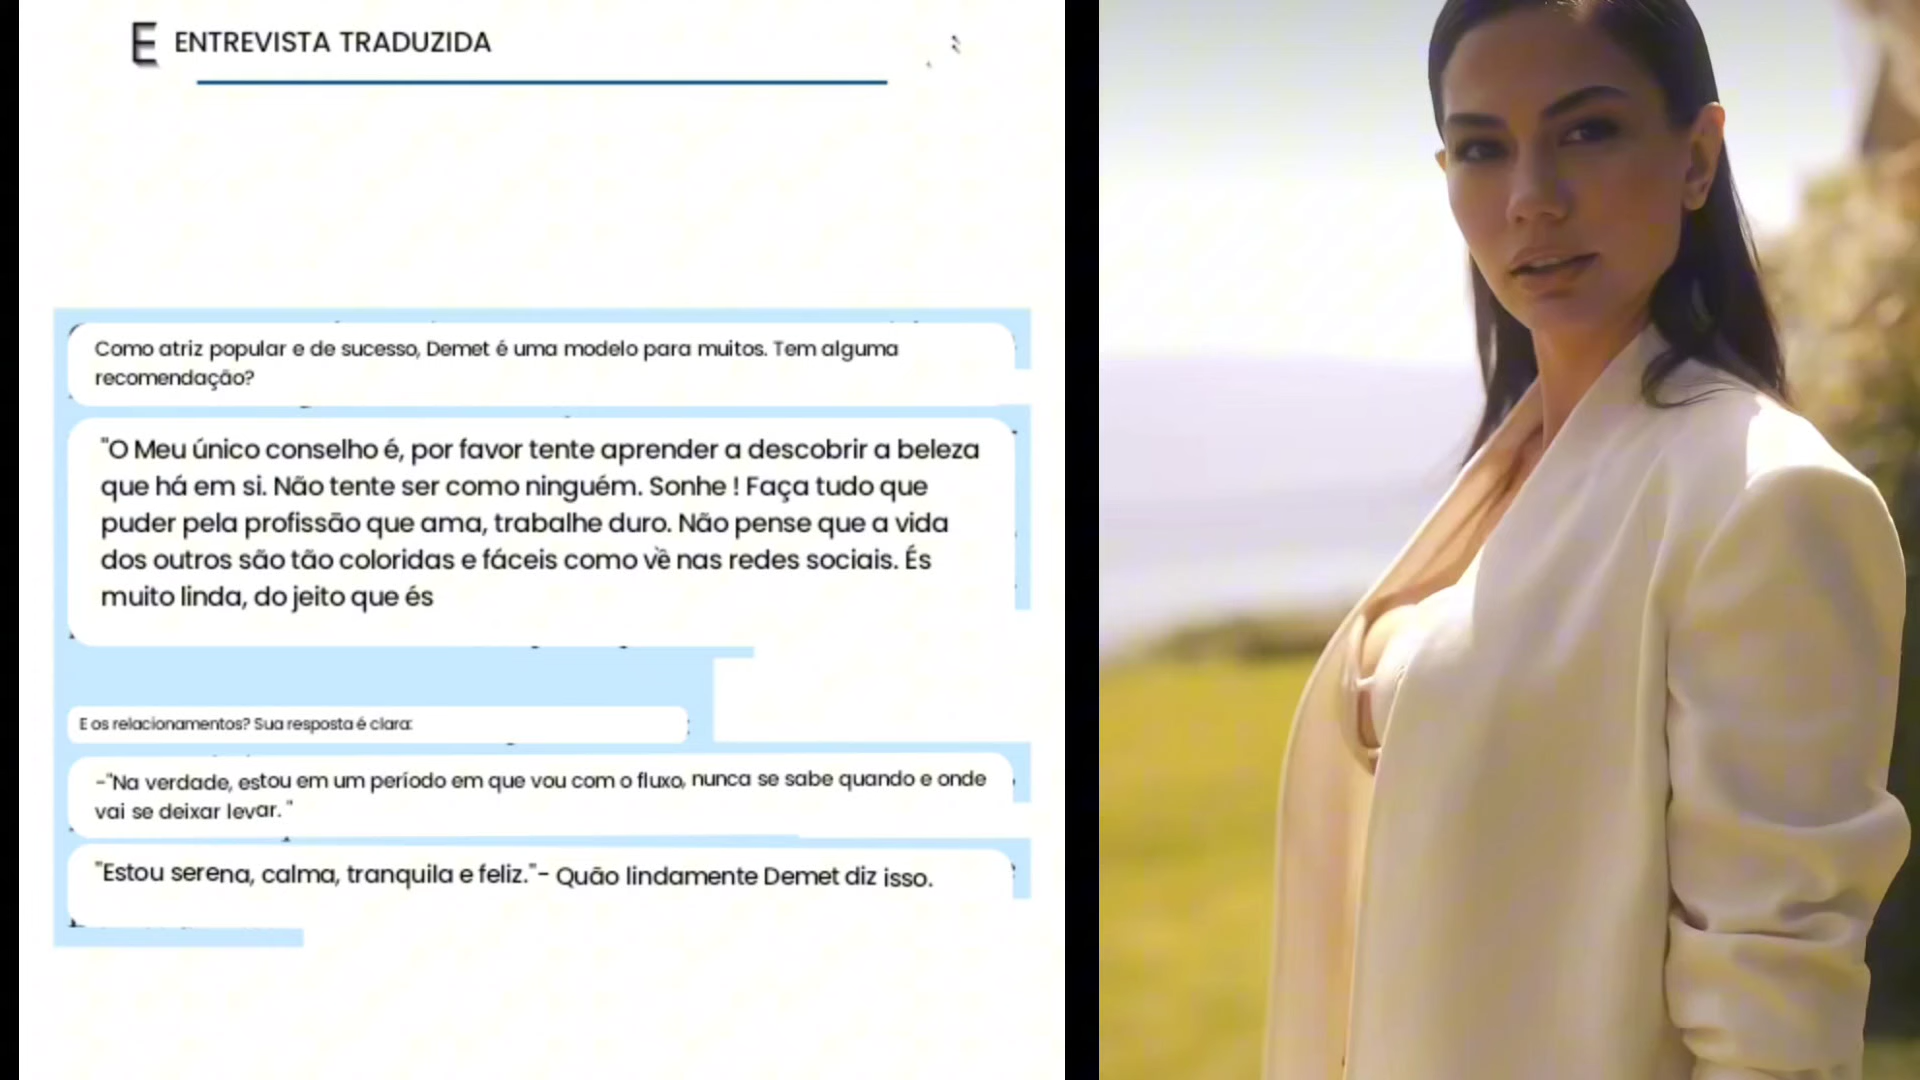 E ENTREVISTA TRADUZIDA
Como atriz popular e de sucesso, Demet é uma modelo para muitos. Tem alguma
recomendação?
"O Meu único conselho é, por favor tente aprender a descobrir a beleza
que há em si. Não tente ser como ninguém. Sonhe ! Faça tudo que
puder pela profissão que ama, trabalhe duro. Não pense que a vida
dos outros são tão coloridas e fáceis como vê nas redes sociais. És
muito linda, do jeito que és
E os relacionamentos? Sua resposta é clara:
-"Na verdade, estou em um período em que vou com o fluxo, nunca se sabe quando e onde
vai se deixar levar. "
"Estou serena, calma, tranquila e feliz."- Quão lindamente Demet diz isso.